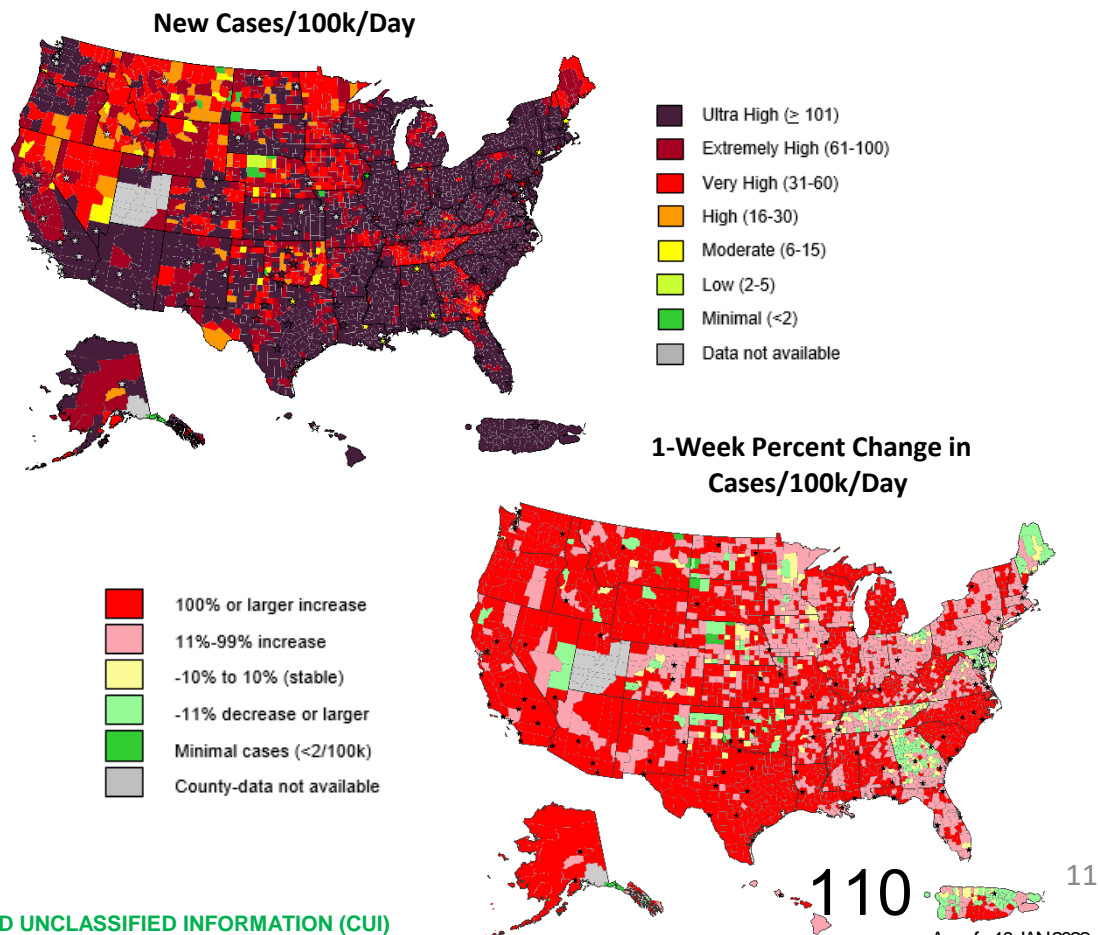 New Cases/100k/Day
Ultra High (≥ 101)
Extremely High (61-100)
Very High (31-60)
High (16-30)
Moderate (6-15)
Low (2-5)
Minimal (<2)
Data not available
1-Week Percent Change in
Cases/100k/Day
100% or larger increase
11%-99% increase
-10% to 10% (stable)
-11% decrease or larger
Minimal cases (<2/100k)
County-data not available
110
11
D UNCLASSIFIED INFORMATION (CUI)